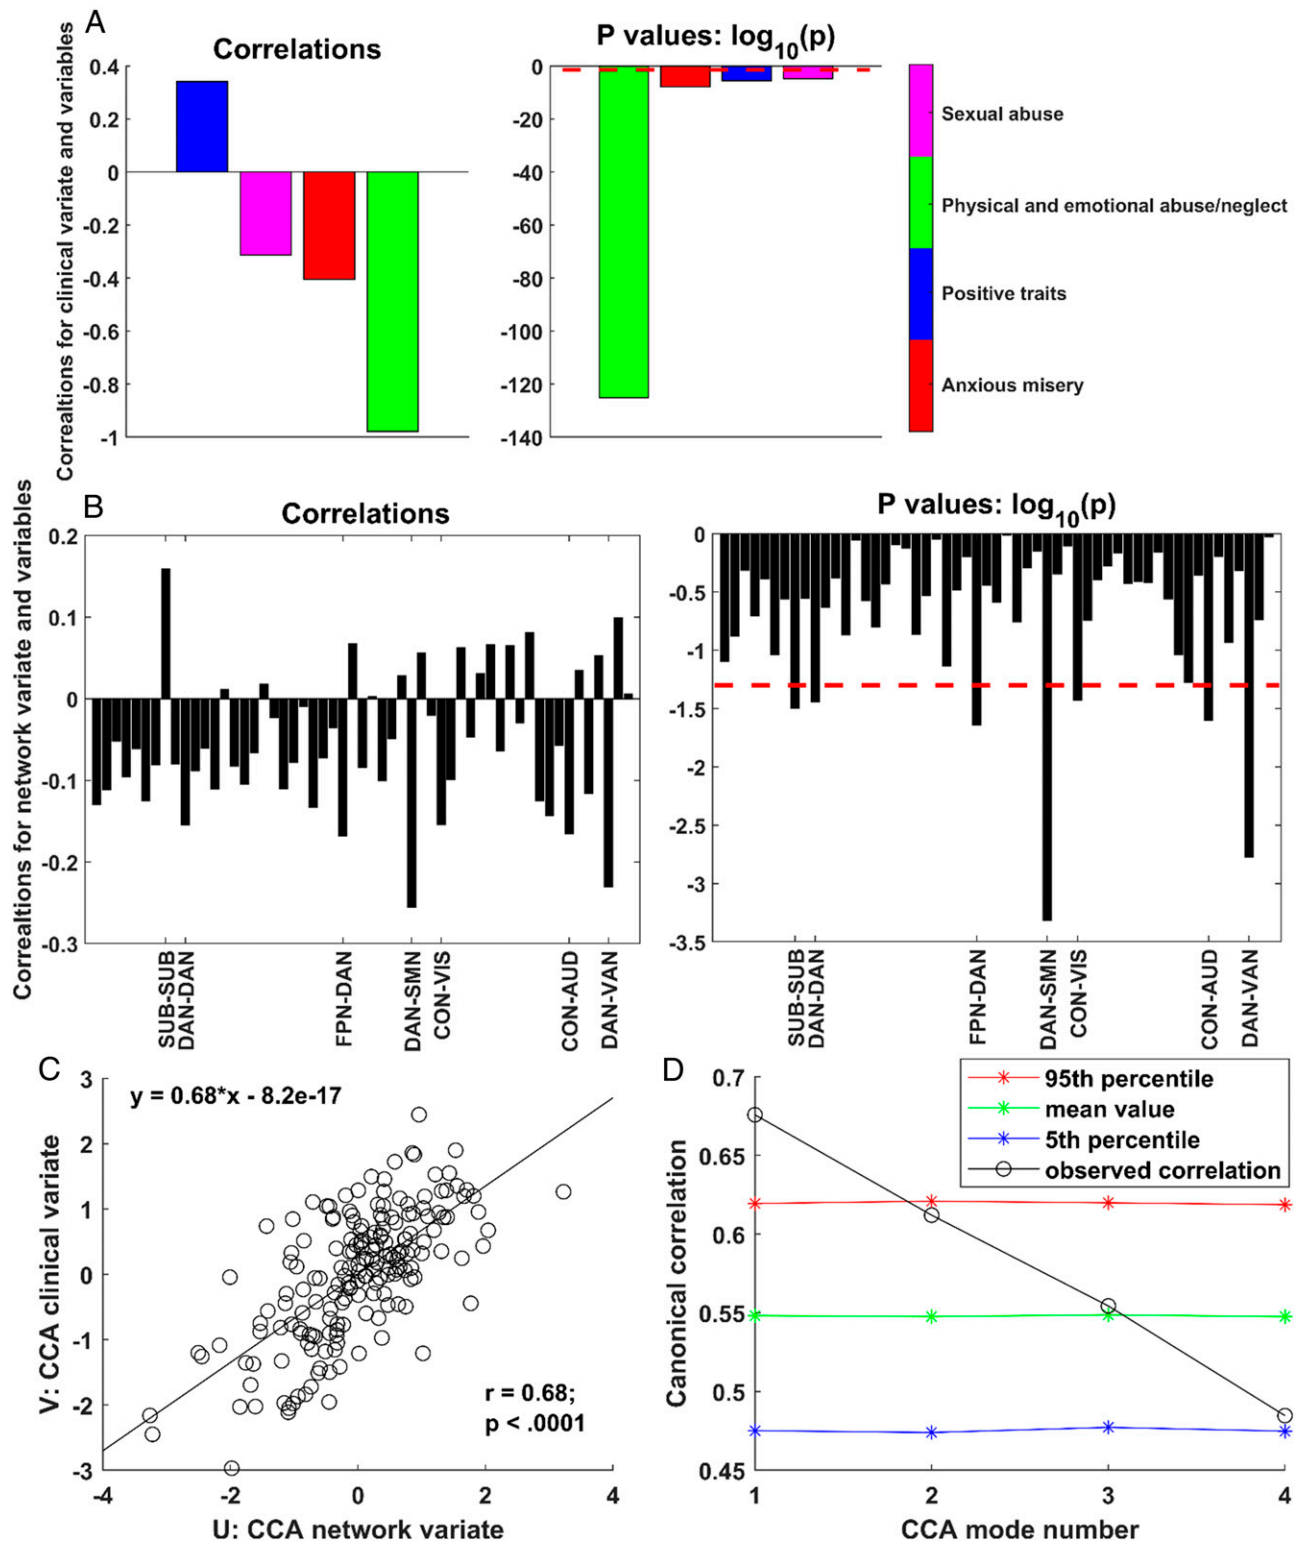 A
Correlations
P values: log10(p)
Correaltions for clinical variate and variables
0.4
0.2
0
-0.2
-0.4
-0.6
-0.8
-1
0
-20
-40
-60
-80
-100
-120
-140
Sexual abuse
Physical and emotional abuse/neglect
Positive traits
Anxious misery
B
Correlations
P values: log10(p)
Correaltions for network variate and variables
0.2
0.1
0
-0.1
-0.2
-0.3
SUB-SUB
DAN-DAN
FPN-DAN
DAN-SMN
CON-VIS
CON-AUD
DAN-VAN
0
-0.5
-1
-1.5
-2
-2.5
-3
-3.5
SUB-SUB
DAN-DAN
FPN-DAN
DAN-SMN
CON-VIS
CON-AUD
DAN-VAN
C
y = 0.68*x - 8.2e-17
V: CCA clinical variate
3
2
1
0
-1
-2
-3
r = 0.68;
p < .0001
-4
-2
0
2
4
U: CCA network variate
D
95th percentile
mean value
5th percentile
observed correlation
Canonical correlation
0.7
0.65
0.6
0.55
0.5
0.45
1
2
3
4
CCA mode number